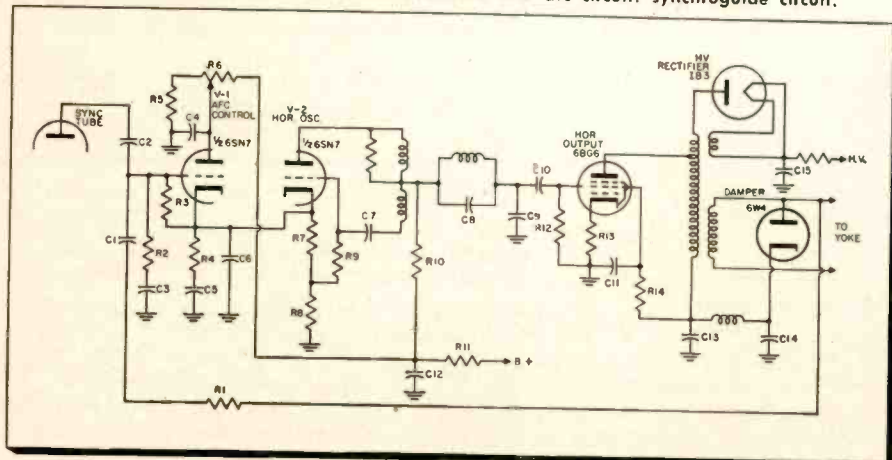 synchroguide circuit.
R6
R5
V-1
AFC
CONTROL
C4
SYNC
TUBE
C2
½6SN7
V-2
HOR. OSC.
½6SN7
HV
RECTIFIER
1B3
HOR
OUTPUT
6BG6
C10
C15
H.V.
DAMPER
6W4
TO
YOKE
R3
C7
C8
C9
R12
R13
C1
R2
R4
C6
R7
R9
R10
C11
R14
C3
C5
R8
C13
C14
R11
B+
C12
R1